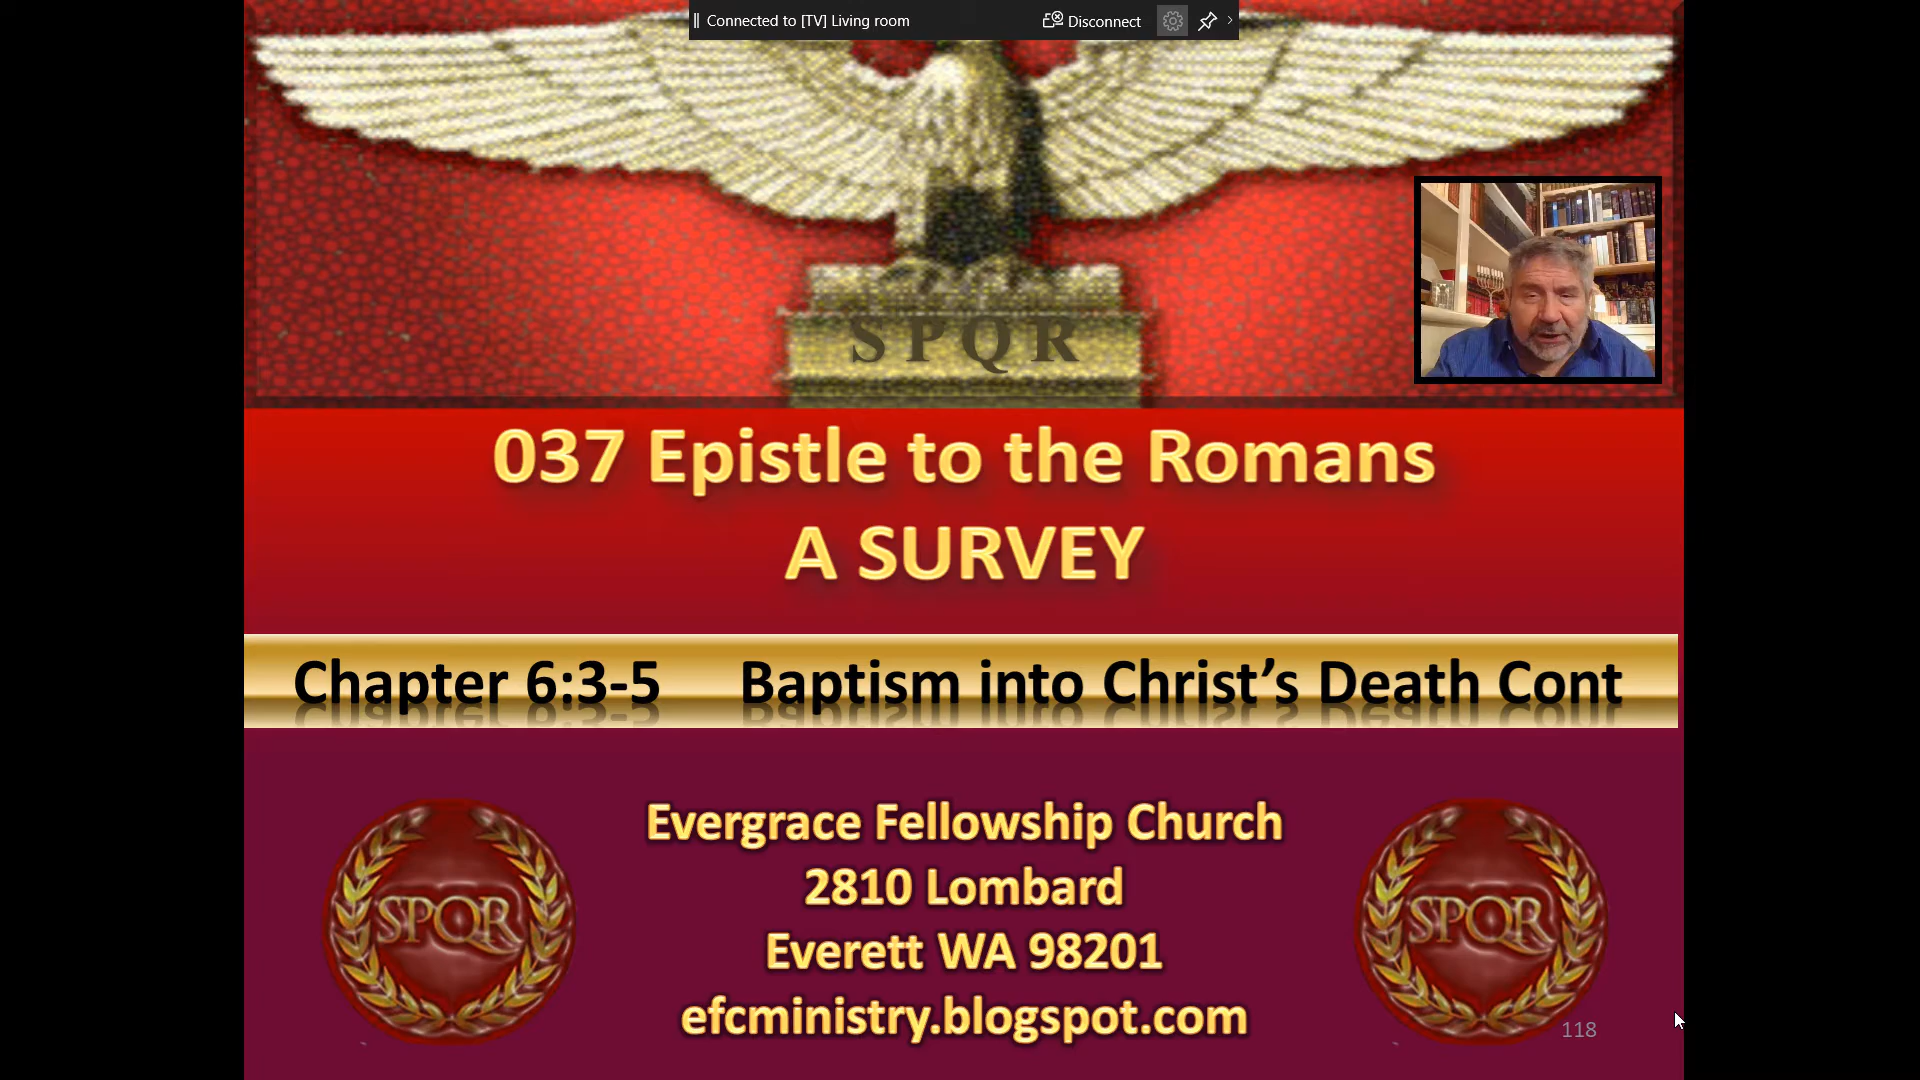 Connected to [TV] Living room
Disconnect
SPQR
037 Epistle to the Romans
A SURVEY
Chapter 6:3-5 Baptism into Christ's Death Cont
Evergrace Fellowship Church
2810 Lombard
Everett WA 98201
efcministry.blogspot.com
SPQR
SPQR
118